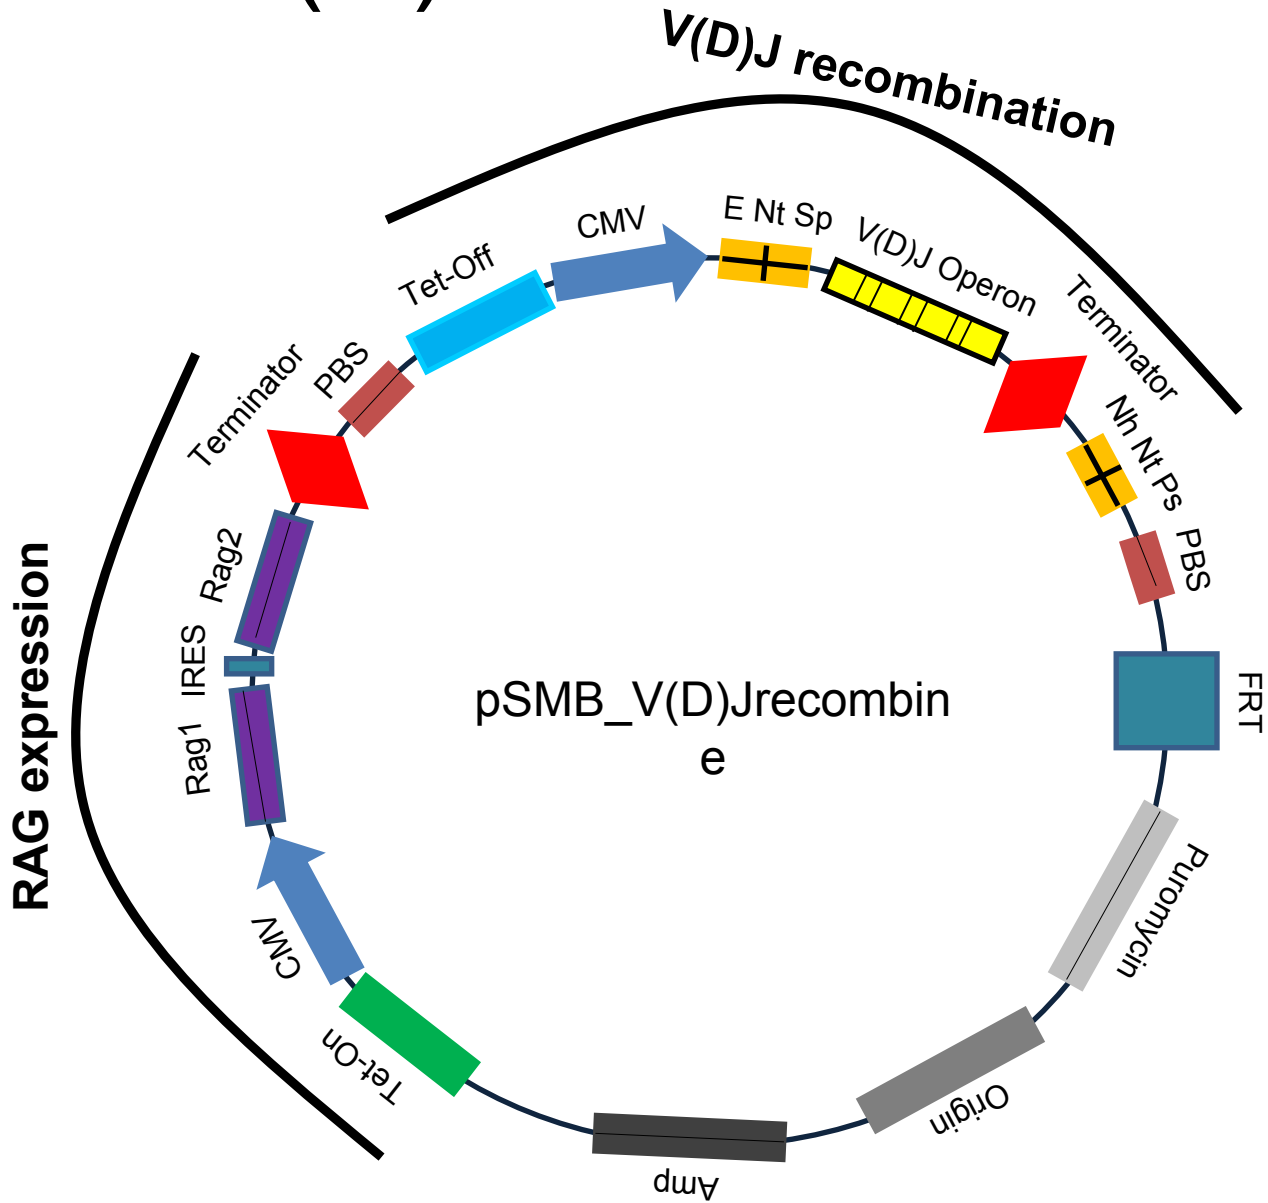 V(D)J recombination
E Nt Sp
CMV
V(D)J Operon
Tet-Off
Terminator
PBS
Terminator
Nh Nt Ps
PBS
Rag2
RAG expression
IRES
FRT
pSMB_V(D)Jrecombin
e
Rag1
Puromycin
CMV
Tet-On
Origin
Amp